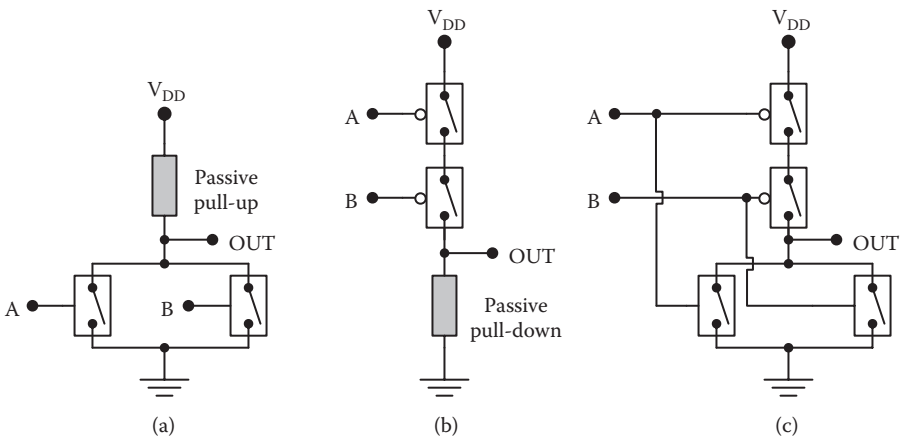 V_DD
Passive
pull-up
OUT
A
B
(a)
V_DD
A
B
OUT
Passive
pull-down
(b)
V_DD
A
B
OUT
(c)